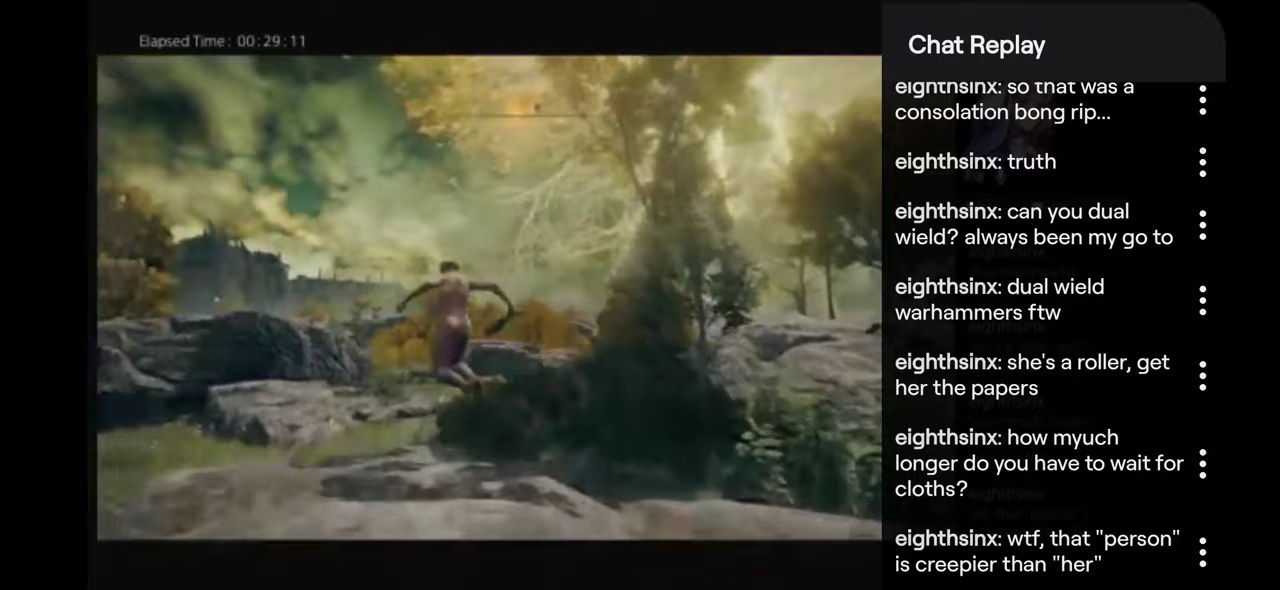 Elapsed Time: 00:29:11
Chat Replay
eighthsinx: so that was a
consolation bong rip...
eighthsinx: truth
eighthsinx: can you dual
wield? always been my go to
eighthsinx: dual wield
warhammers ftw
eighthsinx: she's a roller, get
her the papers
eighthsinx: how myuch
longer do you have to wait for
cloths?
eighthsinx: wtf, that "person"
is creepier than "her"